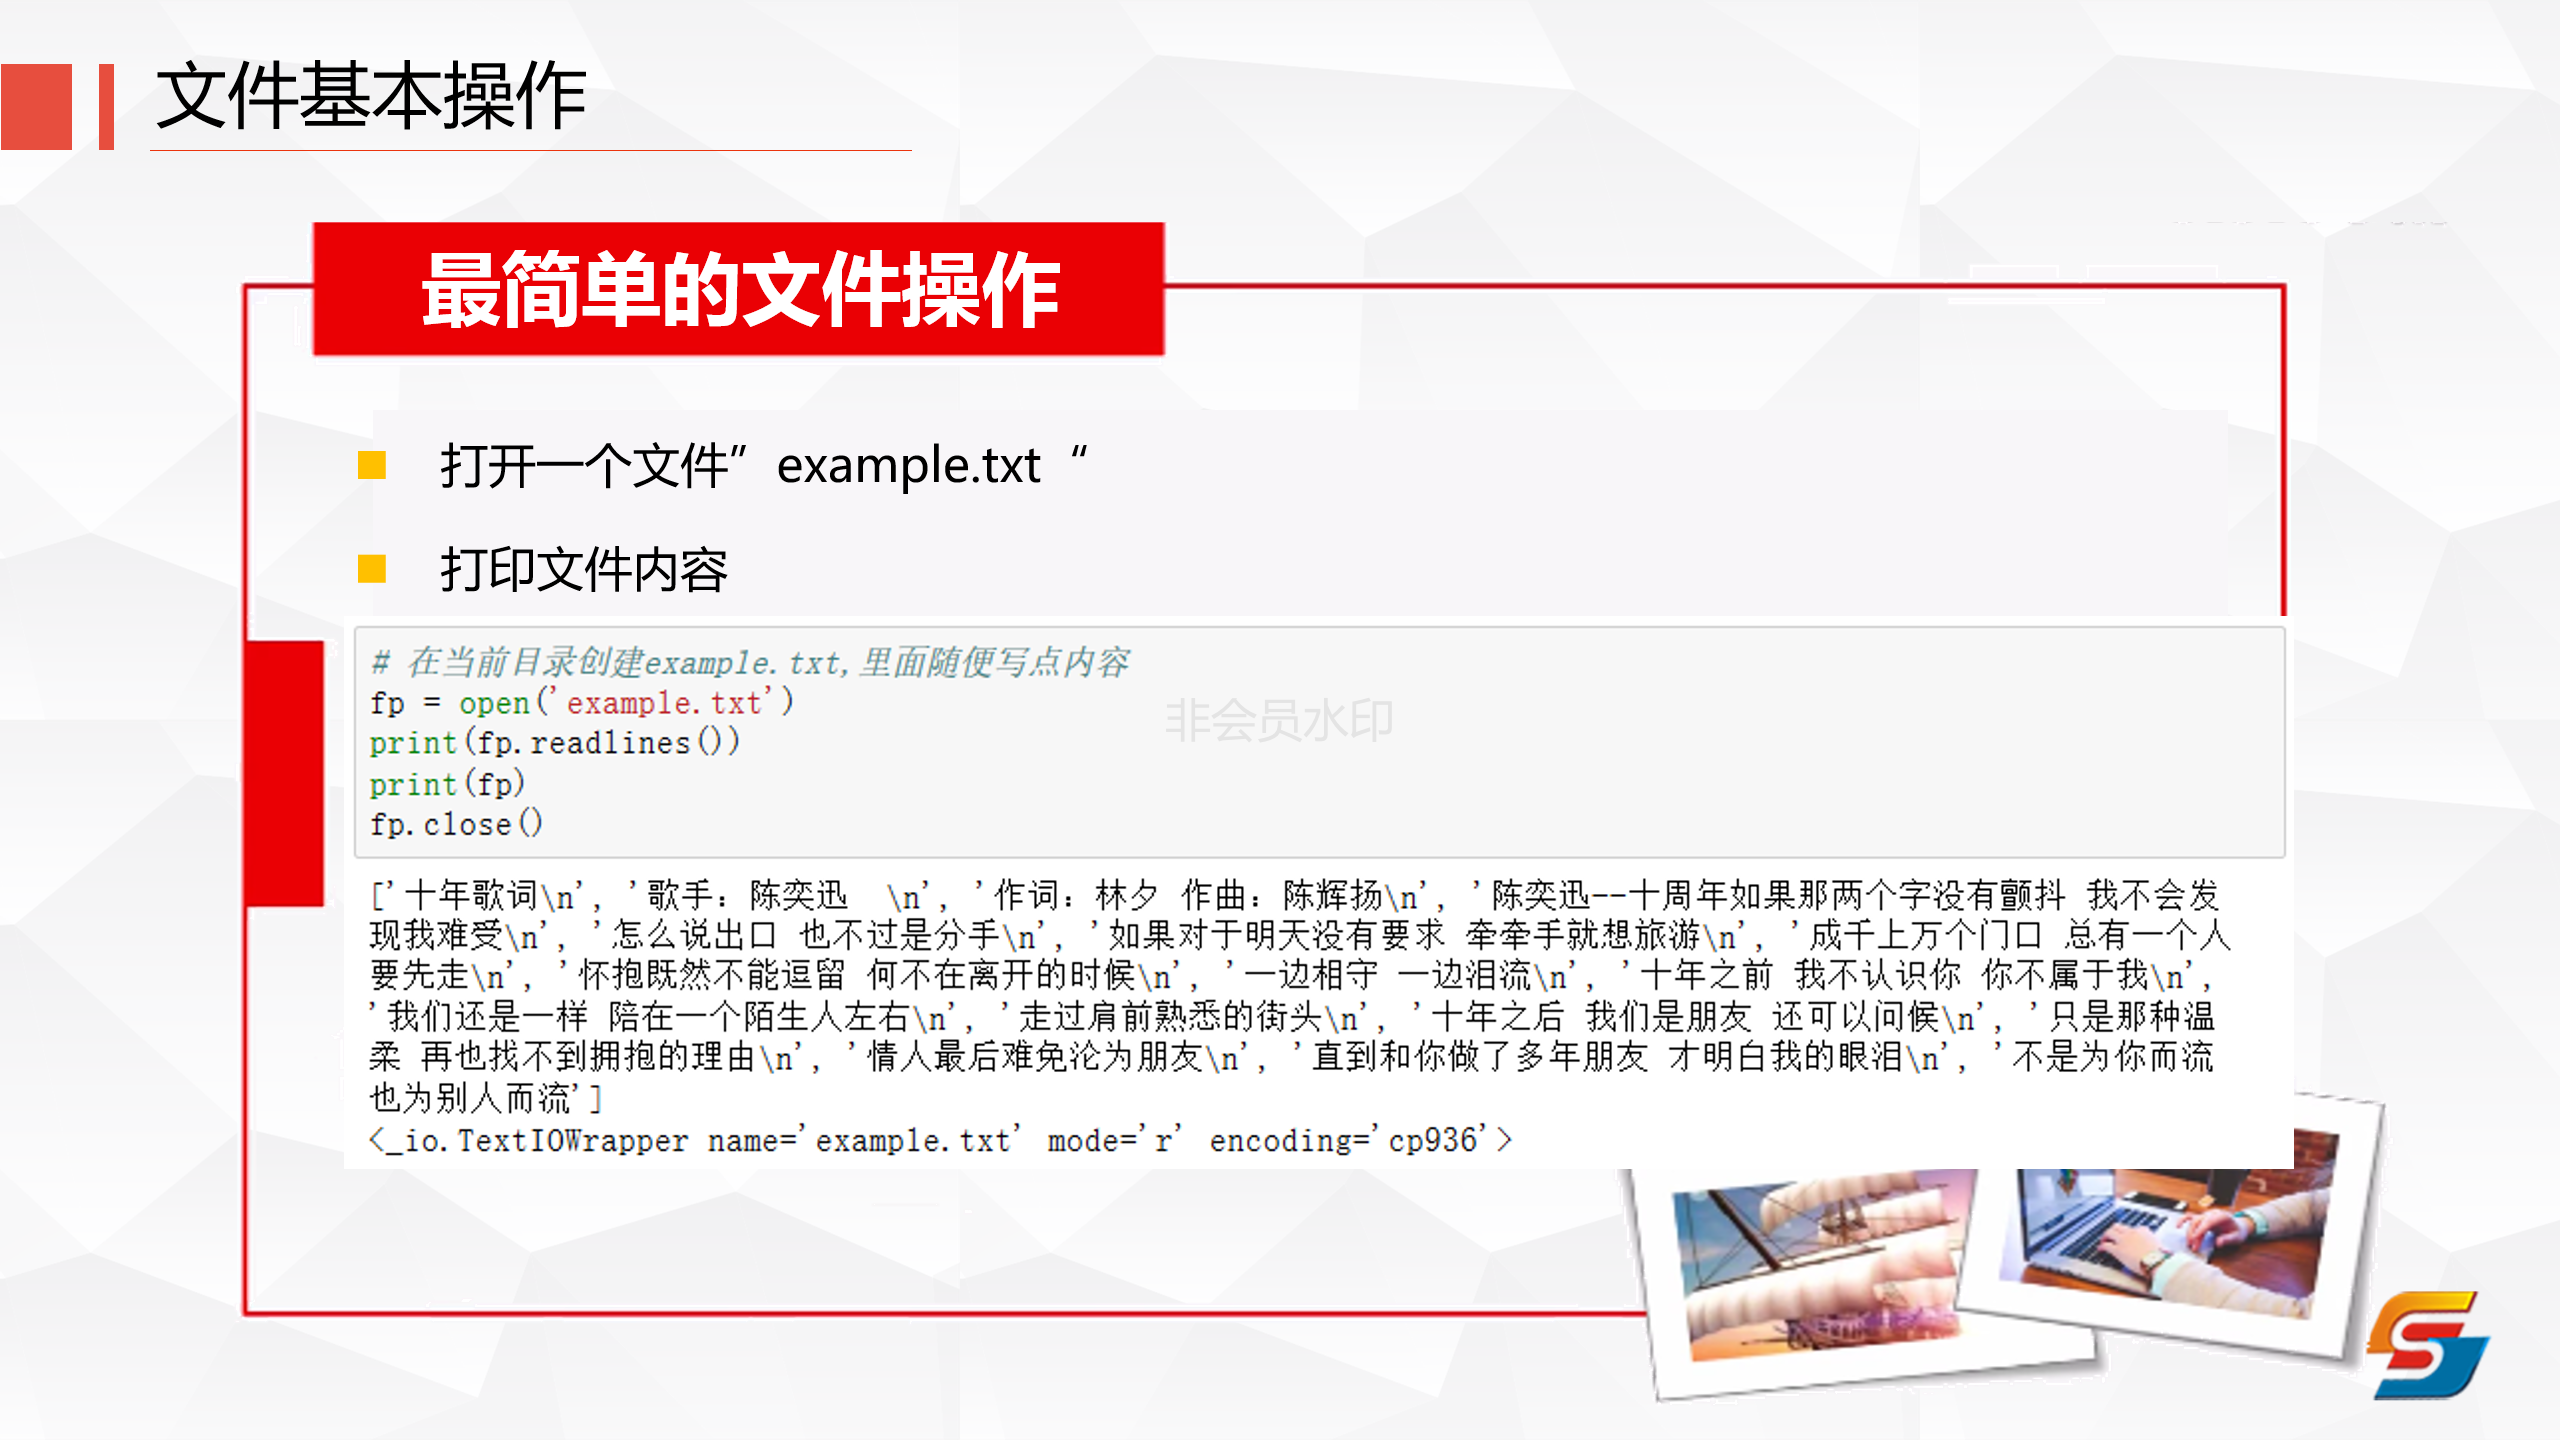 文件基本操作
最简单的文件操作
打开一个文件”example.txt“
打印文件内容
# 在当前目录创建example.txt,里面随便写点内容
fp = open('example.txt')
print(fp.readlines())
print(fp)
fp.close()
非会员水印
['十年歌词\n', '歌手：陈奕迅  \n', '作词：林夕 作曲：陈辉扬\n', '陈奕迅--十周年如果那两个字没有颤抖 我不会发
现我难受\n', '怎么说出口 也不过是分手\n', '如果对于明天没有要求 牵牵手就想旅游\n', '成千上万个门口 总有一个人
要先走\n', '怀抱既然不能逗留 何不在离开的时候\n', '一边相守 一边泪流\n', '十年之前 我不认识你 你不属于我\n',
'我们还是一样 陪在一个陌生人左右\n', '走过肩前熟悉的街头\n', '十年之后 我们是朋友 还可以问候\n', '只是那种温
柔 再也找不到拥抱的理由\n', '情人最后难免沦为朋友\n', '直到和你做了多年朋友 才明白我的眼泪\n', '不是为你而流
也为别人而流']
<_io.TextIOWrapper name='example.txt' mode='r' encoding='cp936'>